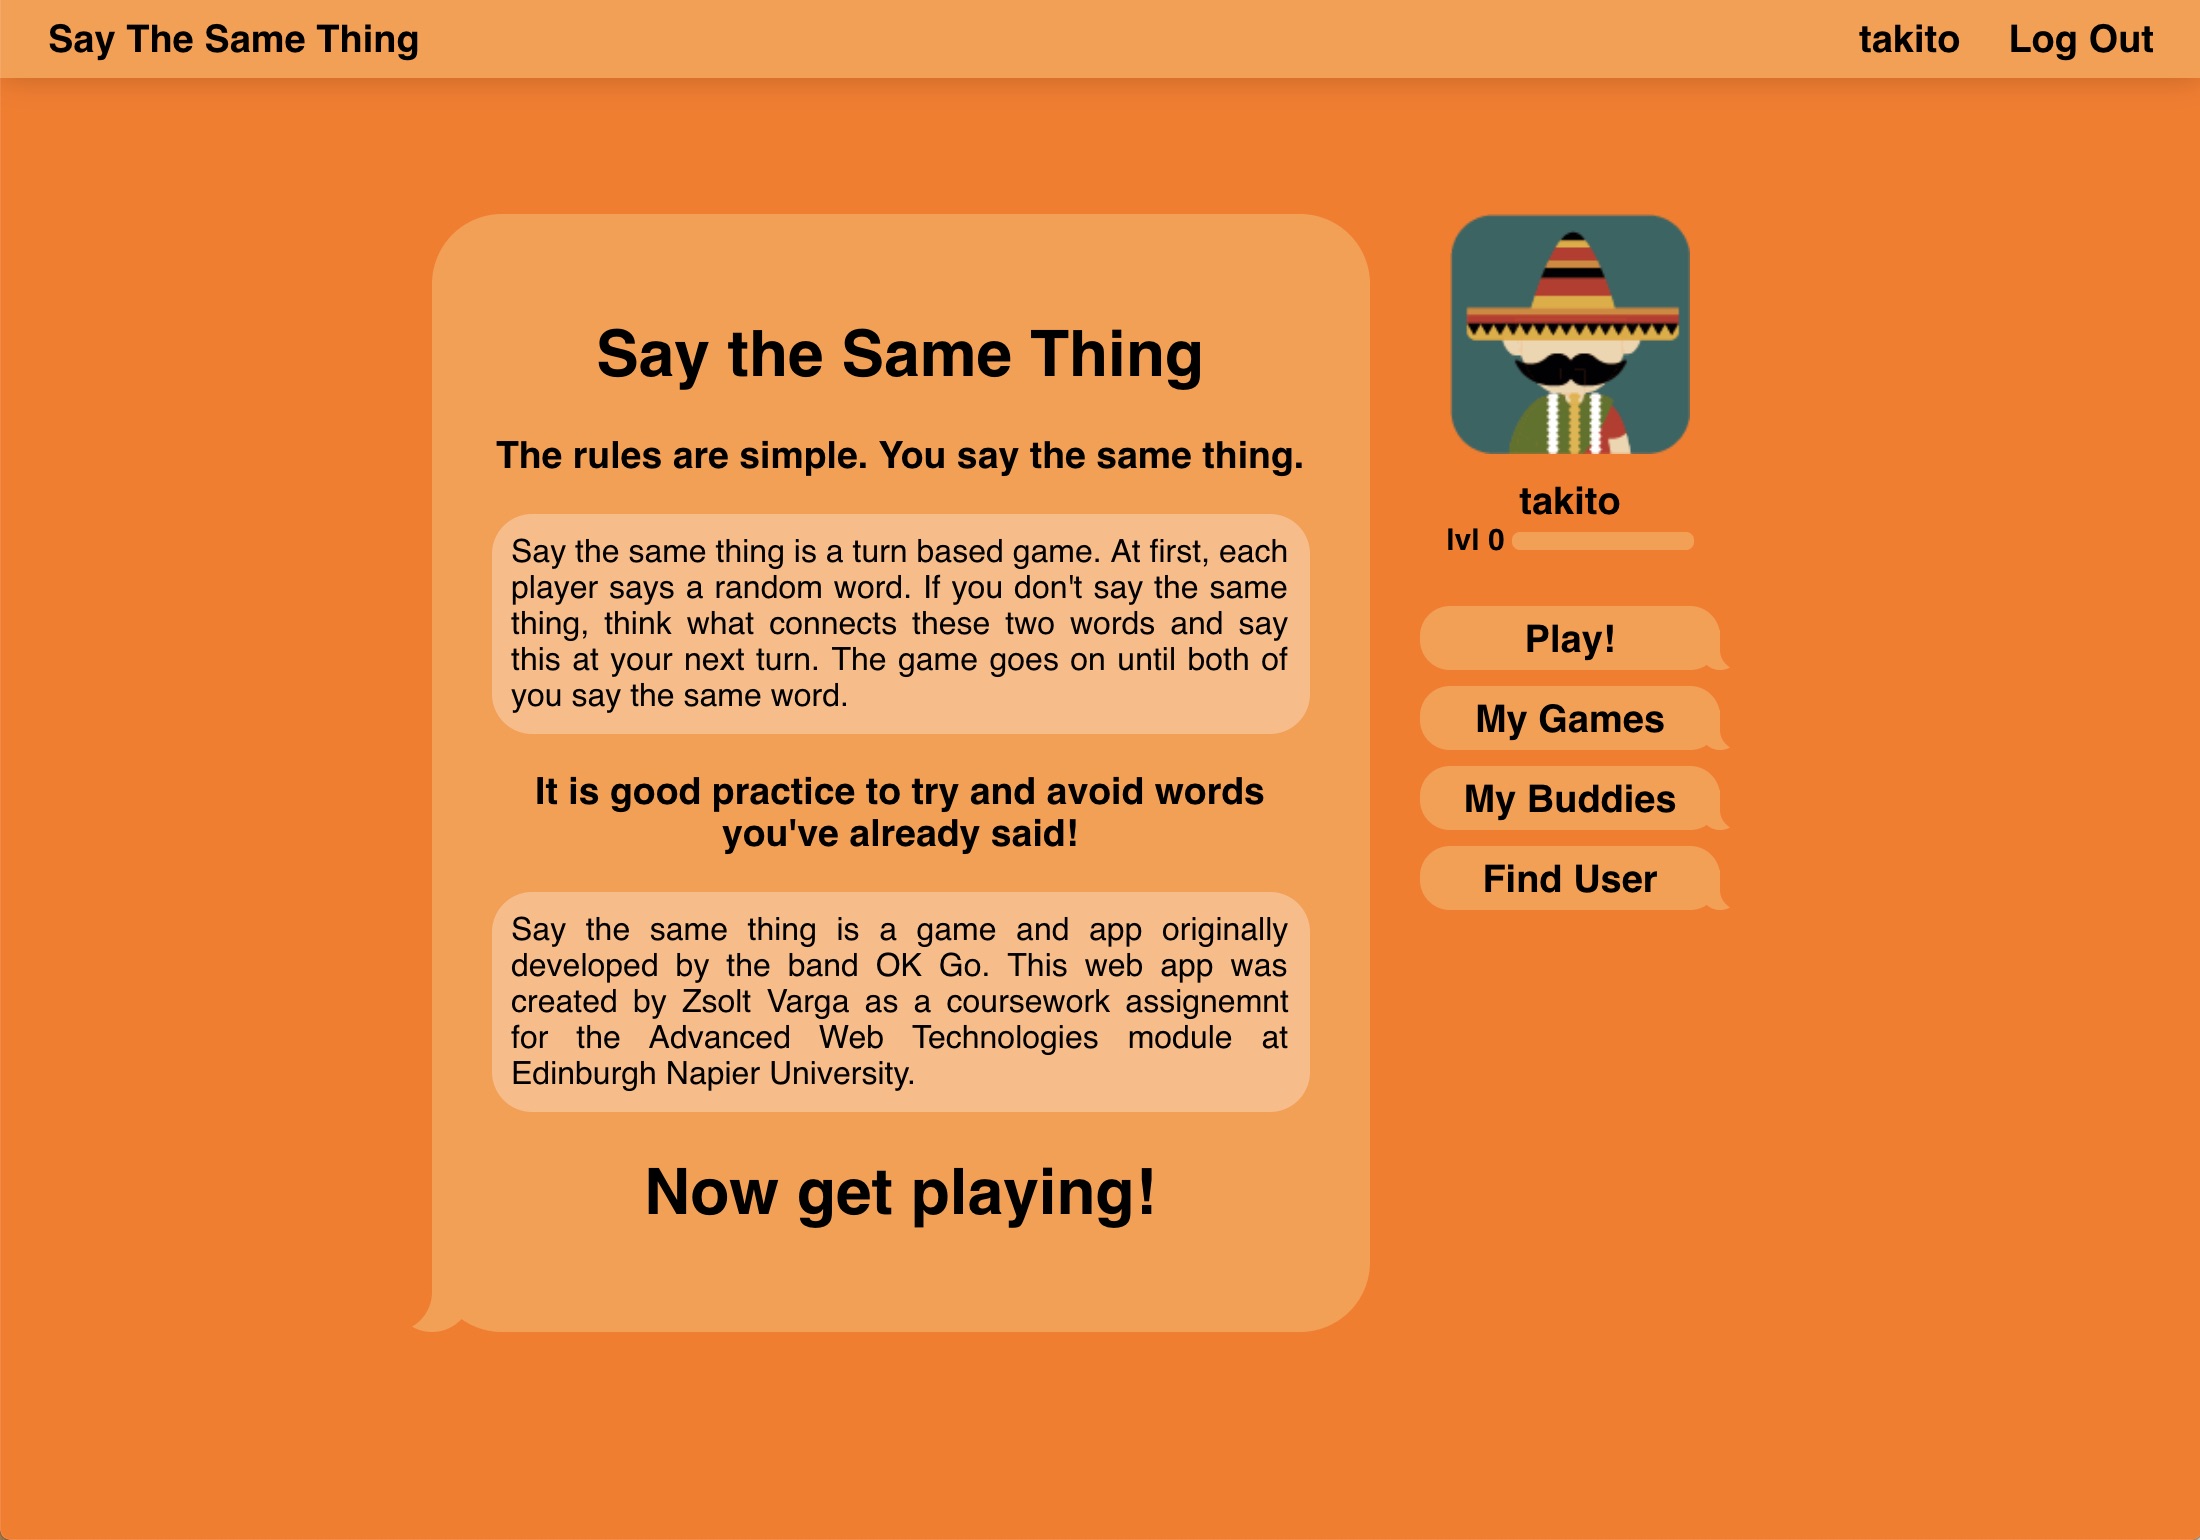 Say The Same Thing
takito
Log Out
Say the Same Thing
The rules are simple. You say the same thing.
Say the same thing is a turn based game. At first, each
player says a random word. If you don't say the same
thing, think what connects these two words and say
this at your next turn. The game goes on until both of
you say the same word.
It is good practice to try and avoid words
you've already said!
Say the same thing is a game and app originally
developed by the band OK Go. This web app was
created by Zsolt Varga as a coursework assignemnt
for the Advanced Web Technologies module at
Edinburgh Napier University.
Now get playing!
takito
lvl 0
Play!
My Games
My Buddies
Find User